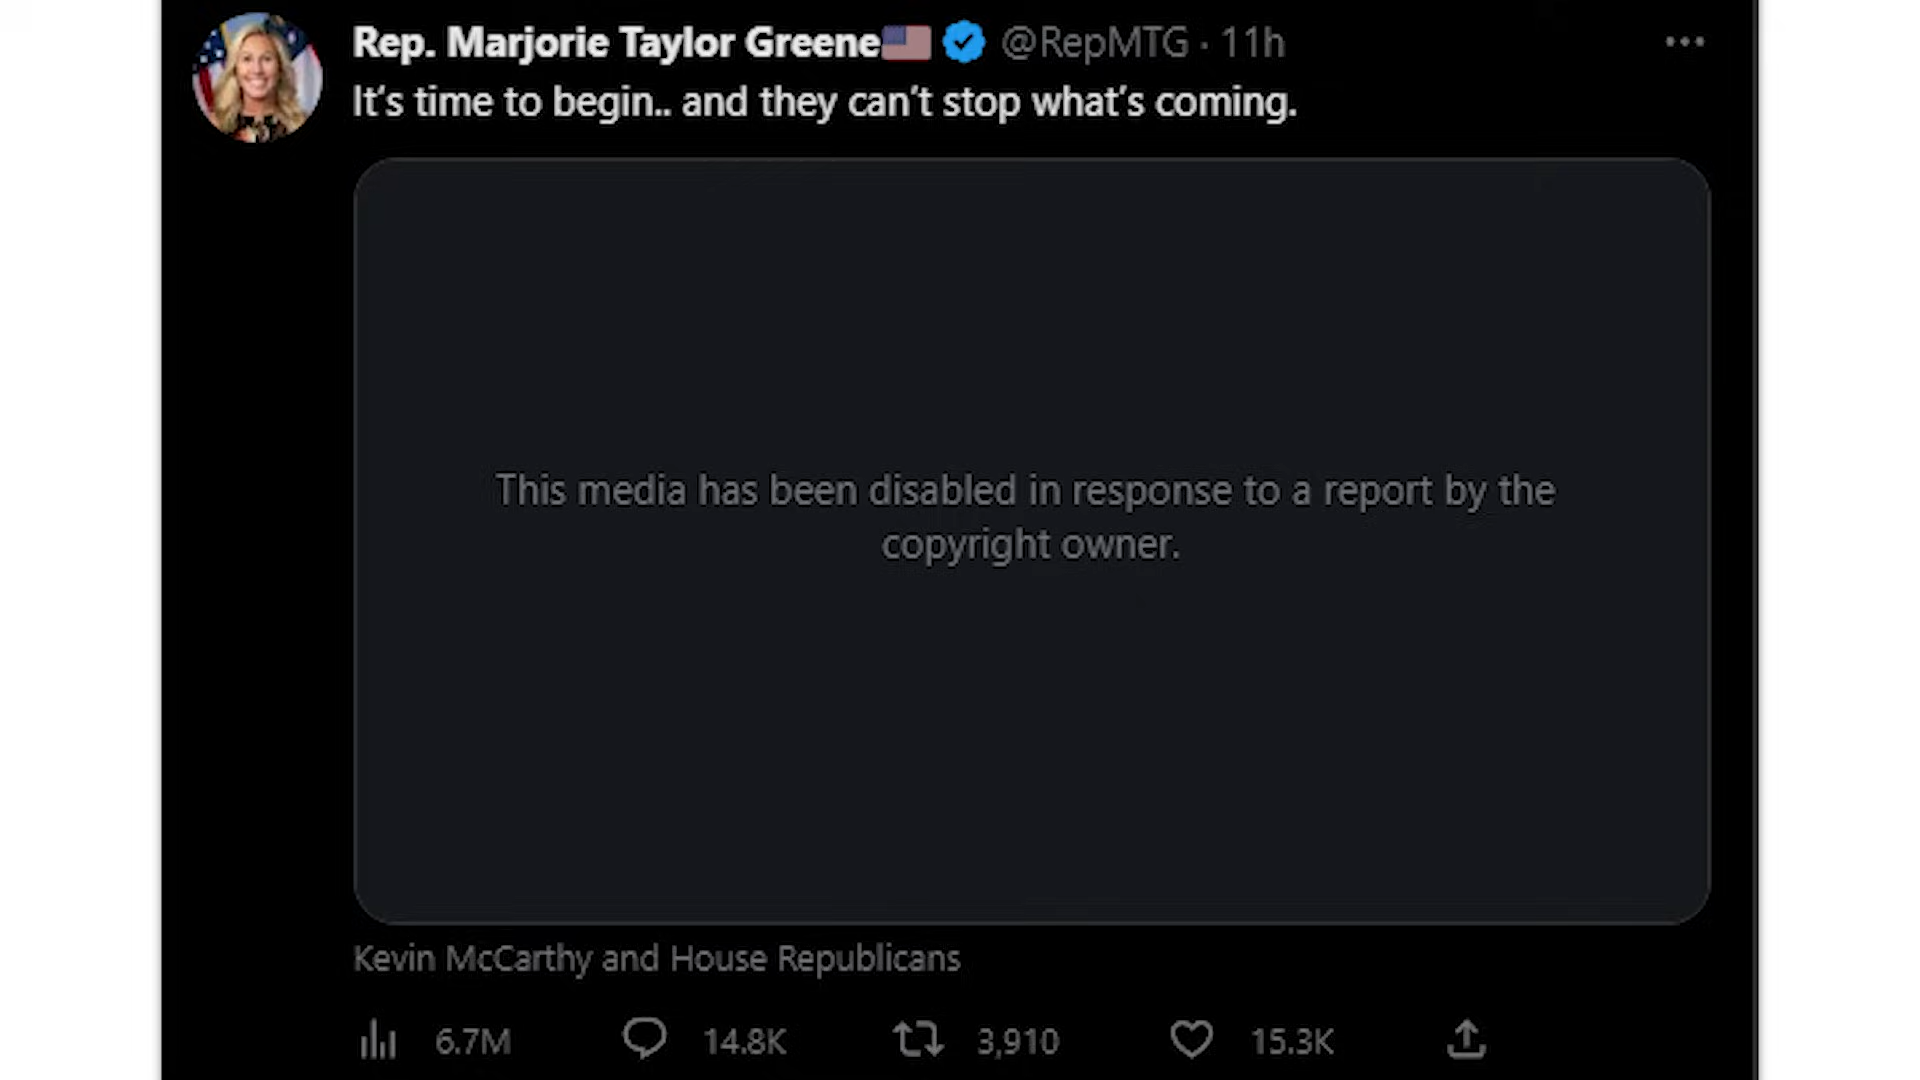 Rep. Marjorie Taylor Greene🇺🇸 @RepMTG · 11h
It's time to begin.. and they can't stop what's coming.
This media has been disabled in response to a report by the
copyright owner.
Kevin McCarthy and House Republicans
6.7M 14.8K 3,910 15.3K